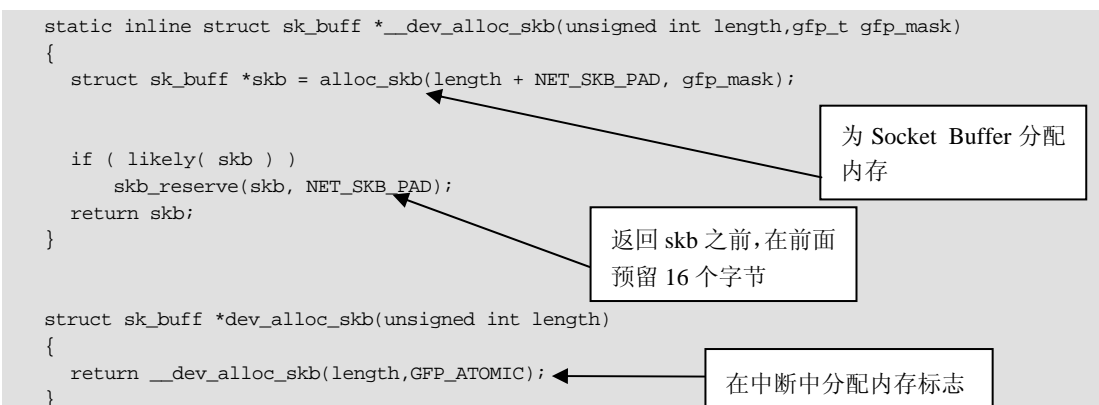 static inline struct sk_buff *__dev_alloc_skb(unsigned int length,gfp_t gfp_mask)
{
struct sk_buff *skb = alloc_skb(length + NET_SKB_PAD, gfp_mask);
为 Socket Buffer 分配
内存
if ( likely( skb ) )
skb_reserve(skb, NET_SKB_PAD);
return skb;
}
返回 skb 之前，在前面
预留 16 个字节
struct sk_buff *dev_alloc_skb(unsigned int length)
{
return __dev_alloc_skb(length,GFP_ATOMIC);
在中断中分配内存标志
}